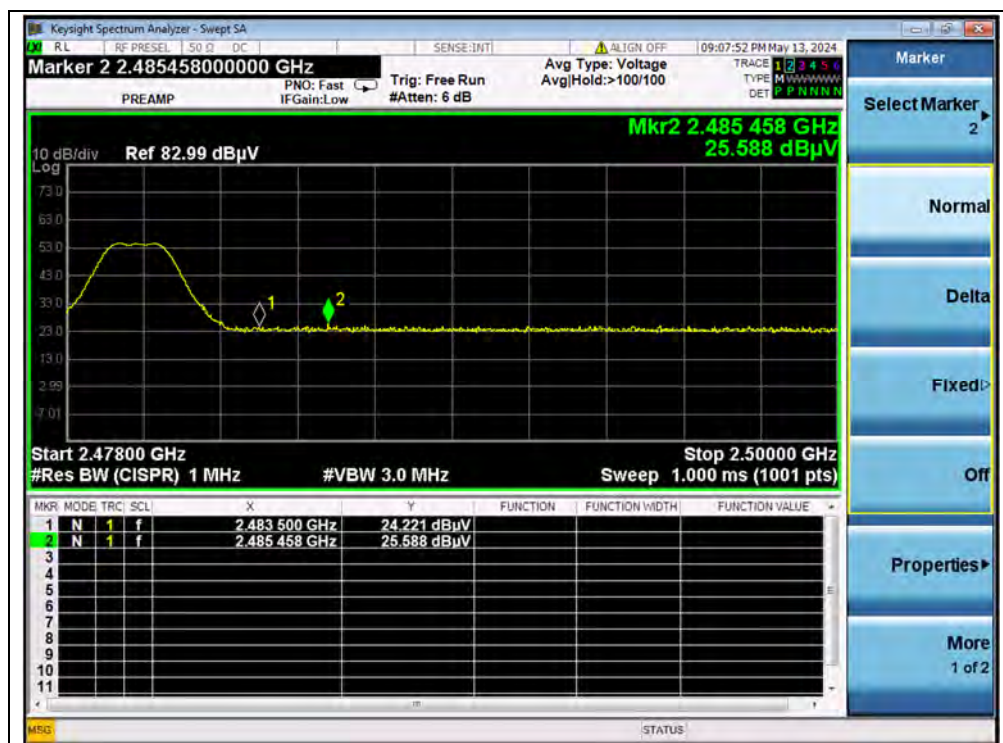 Keysight Spectrum Analyzer - Swept SA
LXI RL RF PRESEL 50 Ω DC SENSE:INT ALIGN OFF 09:07:52 PM May 13, 2024
Marker 2 2.485458000000 GHz
PREAMP
PNO: Fast
IFGain:Low
Trig: Free Run
#Atten: 6 dB
Avg Type: Voltage
Avg|Hold:>100/100
TRACE 1 2 3 4 5 6
TYPE M W W W W W
DET P P N N N N
Mkr2 2.485 458 GHz
25.588 dBµV
10 dB/div Ref 82.99 dBµV
Log
73.0
63.0
53.0
43.0
33.0
23.0
13.0
2.99
-7.01
1
2
Start 2.47800 GHz Stop 2.50000 GHz
#Res BW (CISPR) 1 MHz #VBW 3.0 MHz Sweep 1.000 ms (1001 pts)
MKR MODE TRC SCL X Y FUNCTION FUNCTION WIDTH FUNCTION VALUE
1 N 1 f 2.483 500 GHz 24.221 dBµV
2 N 1 f 2.485 458 GHz 25.588 dBµV
3
4
5
6
7
8
9
10
11
MSG STATUS
Marker
Select Marker
2
Normal
Delta
Fixed
Off
Properties
More
1 of 2